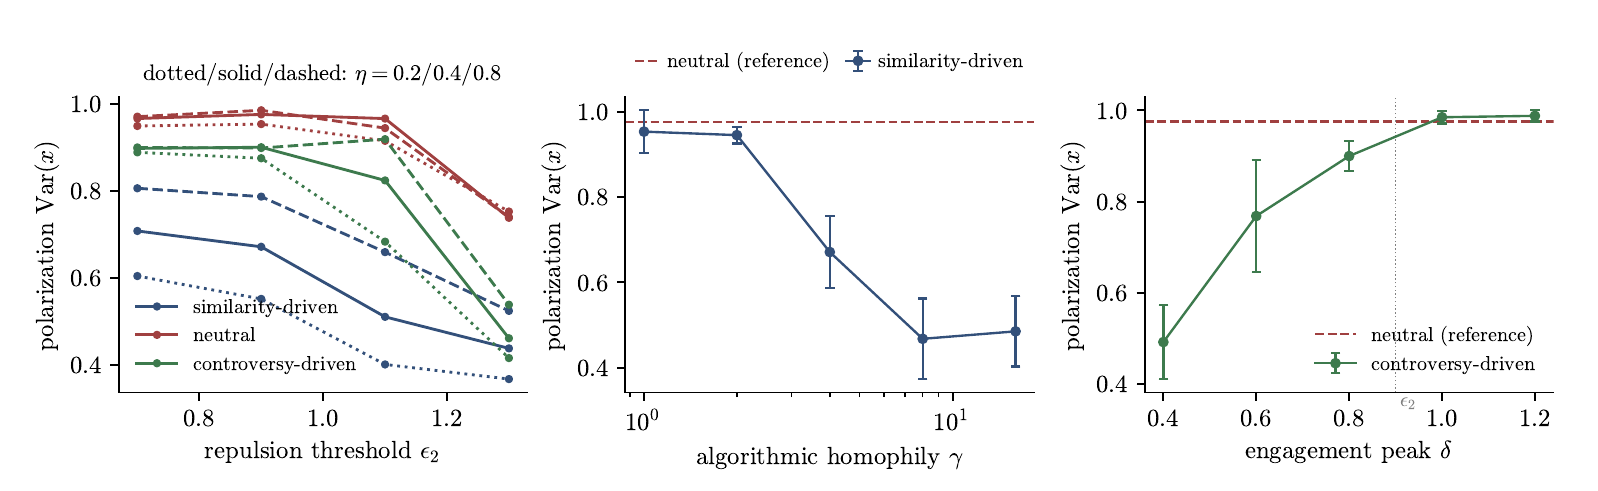 dotted/solid/dashed: η = 0.2/0.4/0.8
polarization Var(x)
1.0
0.8
0.6
0.4
similarity-driven
neutral
controversy-driven
0.8 1.0 1.2
repulsion threshold ϵ₂
neutral (reference) similarity-driven
polarization Var(x)
1.0
0.8
0.6
0.4
10⁰ 10¹
algorithmic homophily γ
polarization Var(x)
1.0
0.8
0.6
0.4
neutral (reference)
controversy-driven
ϵ₂
0.4 0.6 0.8 1.0 1.2
engagement peak δ